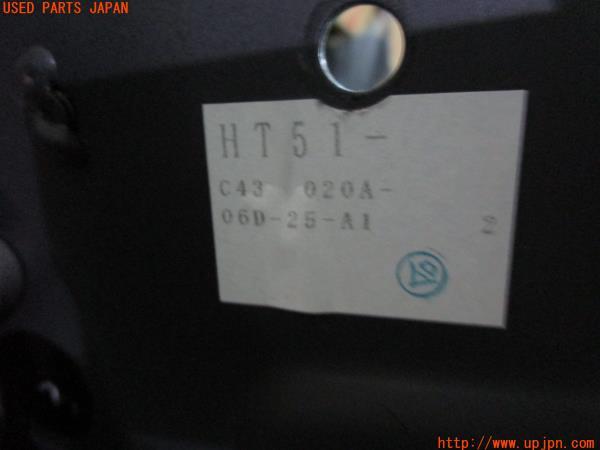 USED PARTS JAPAN
HT51-
C43 020A-
06D-25-A1 2
http://www.upjpn.com/